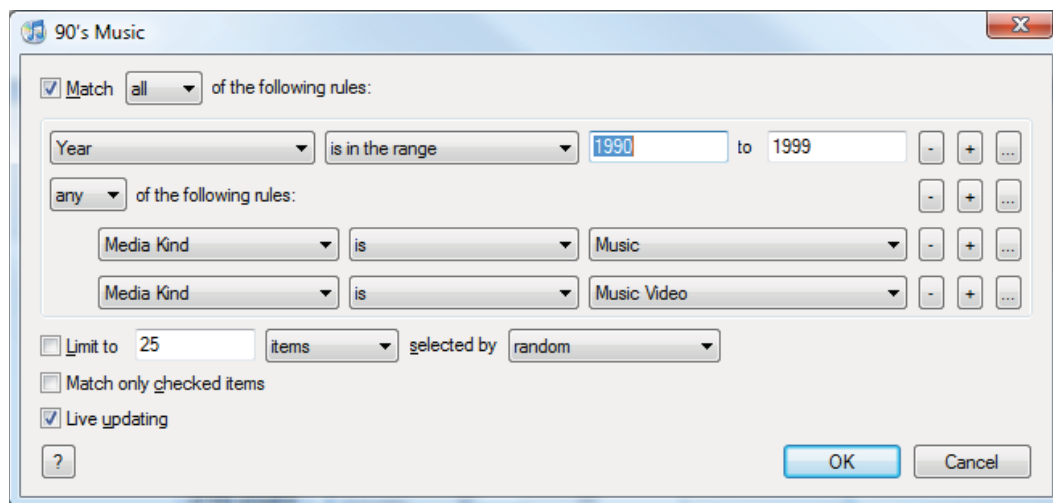 90's Music
Match all of the following rules:
Year is in the range 1990 to 1999 - + ...
any of the following rules: - + ...
Media Kind is Music - + ...
Media Kind is Music Video - + ...
Limit to 25 items selected by random
Match only checked items
Live updating
? OK Cancel